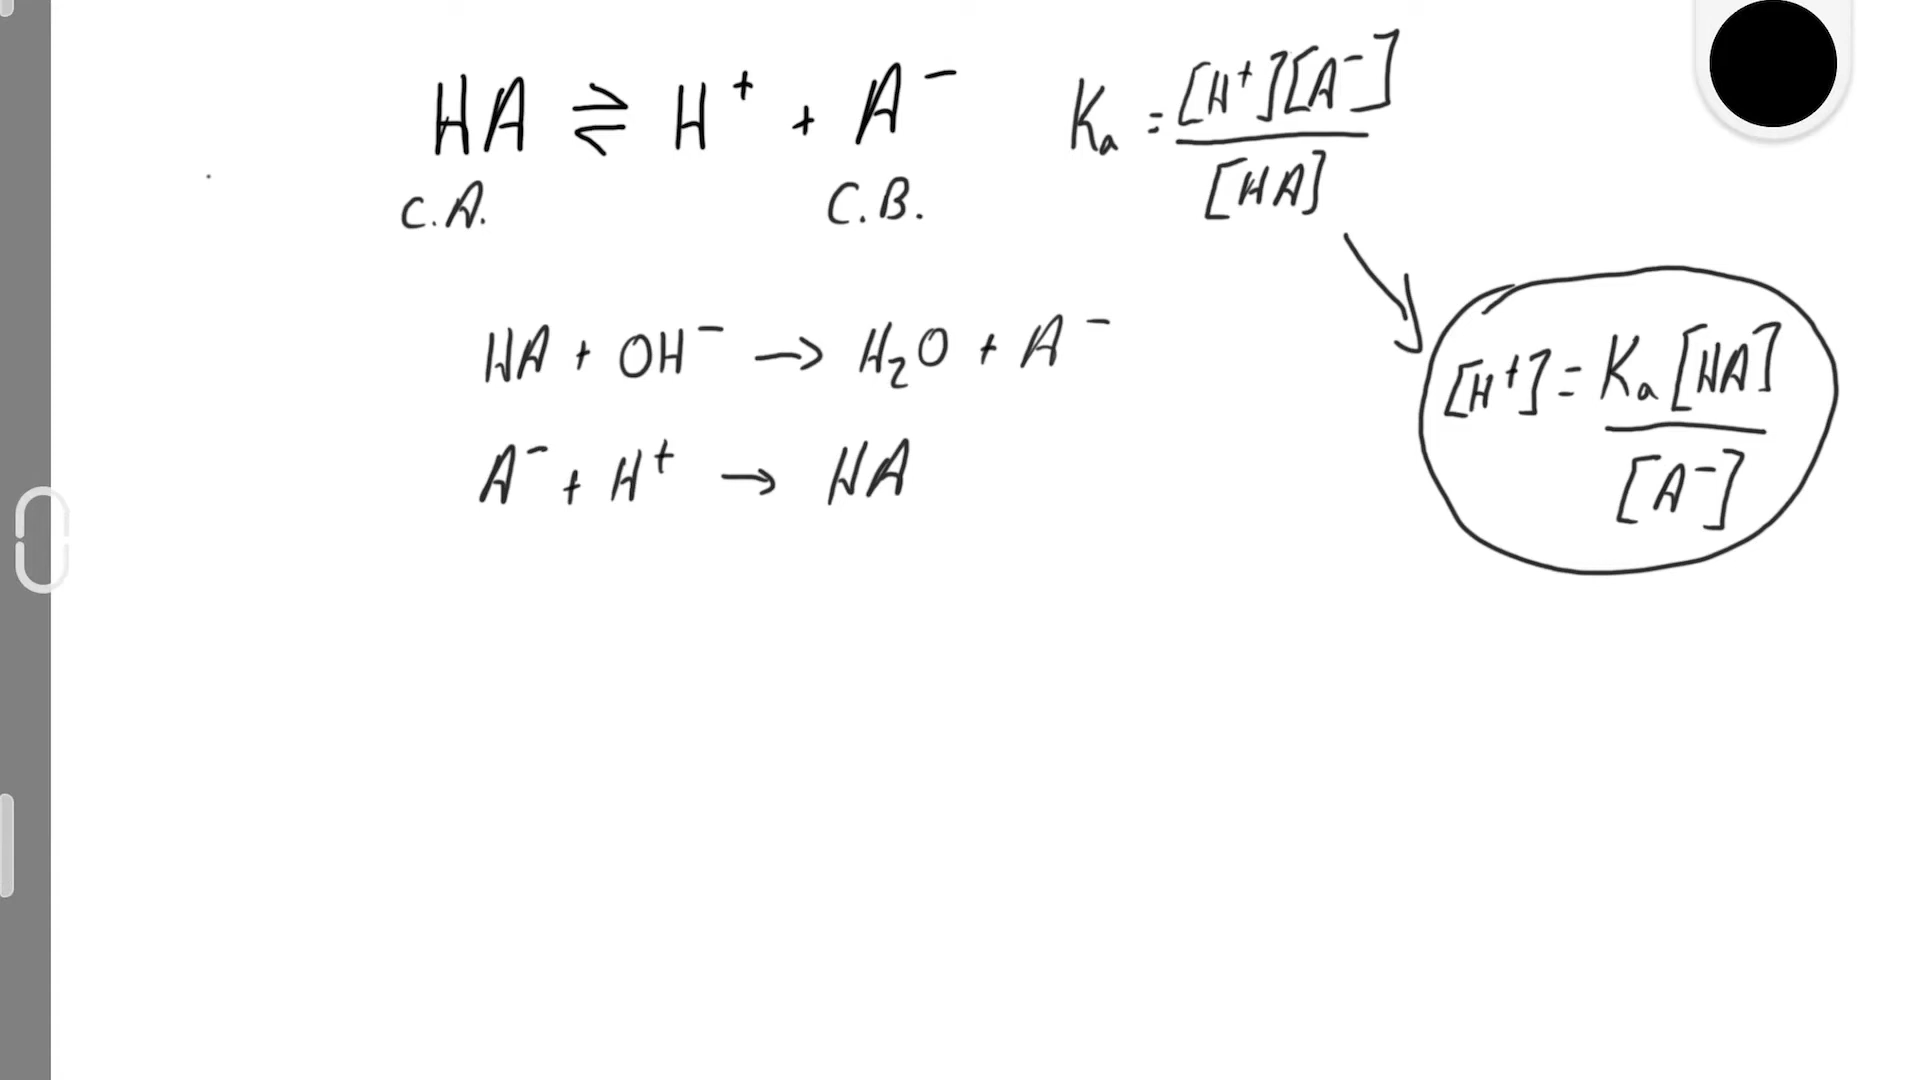 HA ⇌ H⁺ + A⁻
C.A. C.B.
Kₐ = [H⁺][A⁻] / [HA]
HA + OH⁻ → H₂O + A⁻
A⁻ + H⁺ → HA
[H⁺] = Kₐ [HA] / [A⁻]